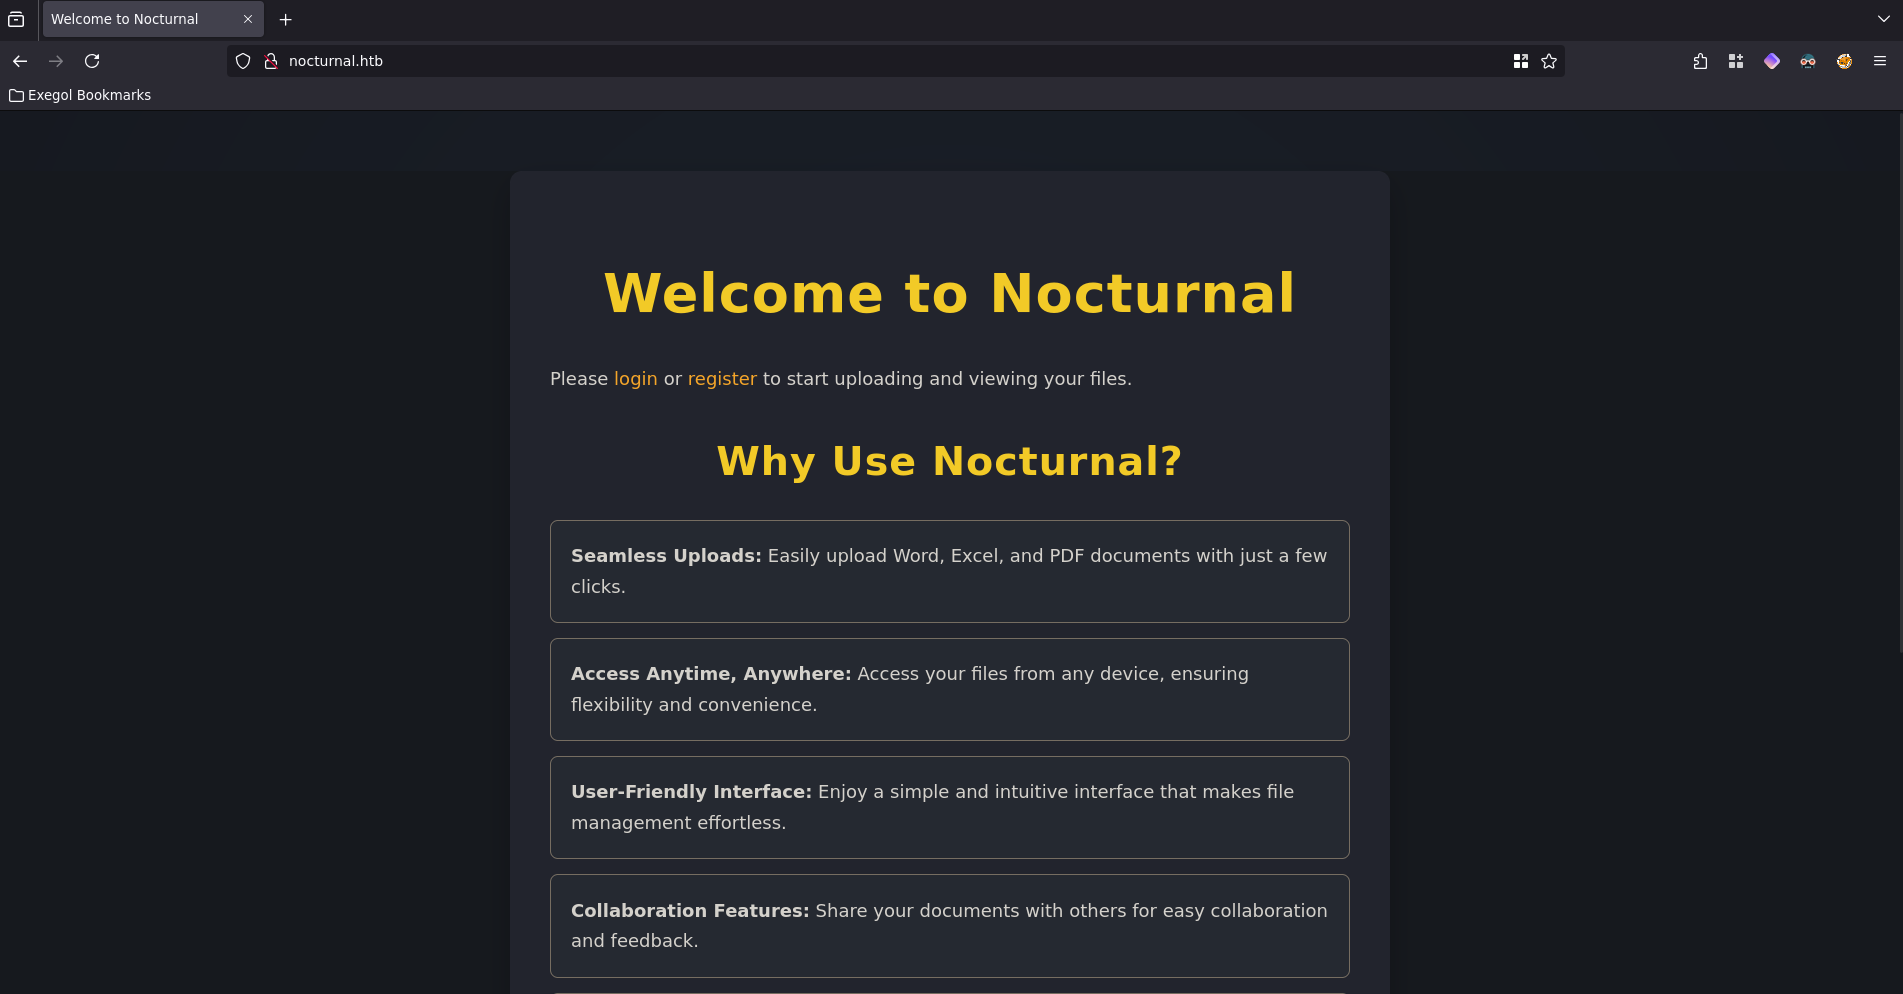 Welcome to Nocturnal
nocturnal.htb
Exegol Bookmarks
Welcome to Nocturnal
Please login or register to start uploading and viewing your files.
Why Use Nocturnal?
Seamless Uploads: Easily upload Word, Excel, and PDF documents with just a few
clicks.
Access Anytime, Anywhere: Access your files from any device, ensuring
flexibility and convenience.
User-Friendly Interface: Enjoy a simple and intuitive interface that makes file
management effortless.
Collaboration Features: Share your documents with others for easy collaboration
and feedback.